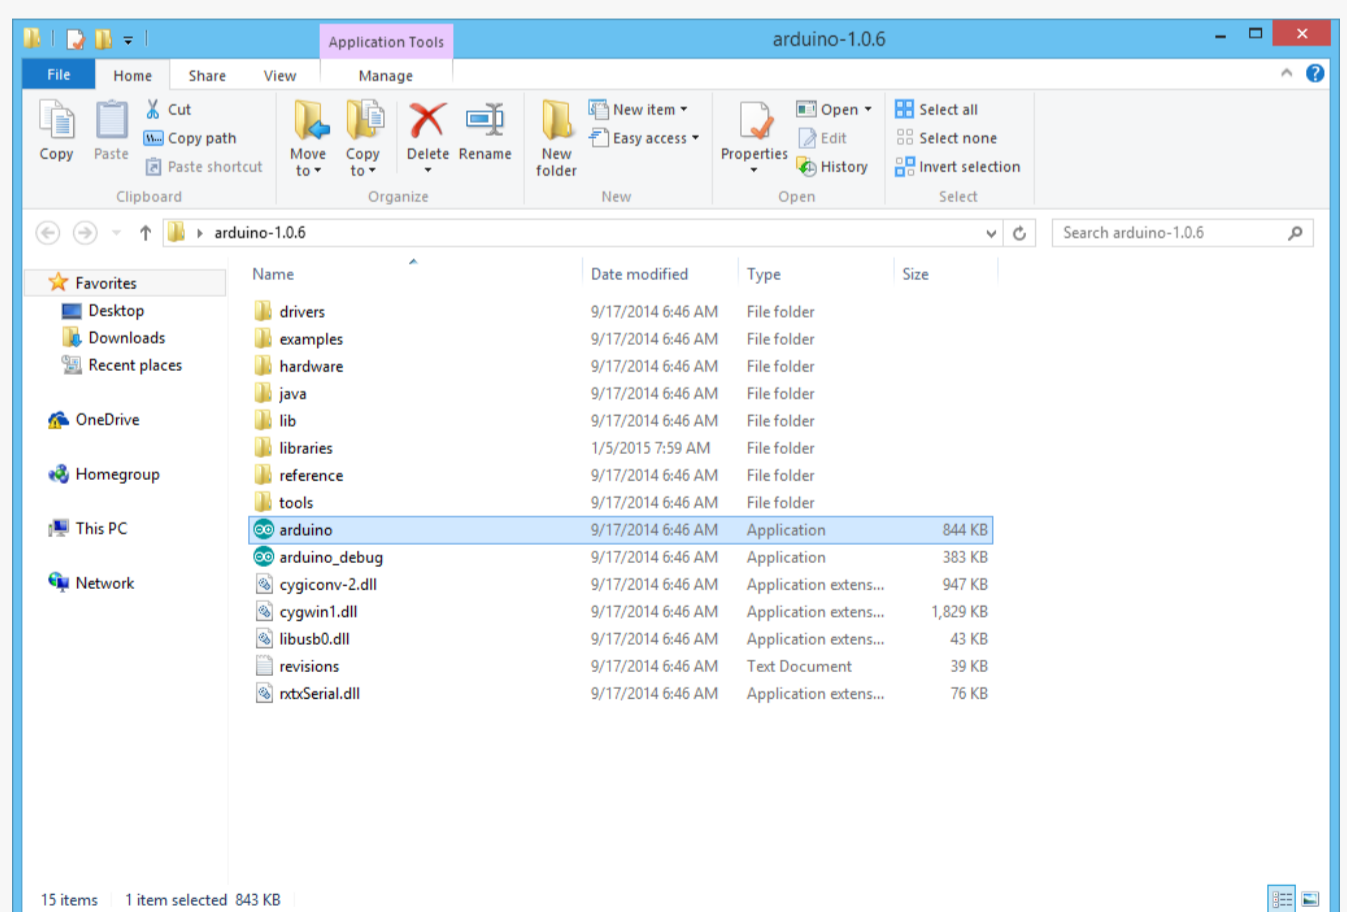 Application Tools
arduino-1.0.6
File Home Share View Manage
Copy
Paste
Cut
W... Copy path
Paste shortcut
Clipboard
Move to
Copy to
Delete
Rename
Organize
New folder
New item
Easy access
New
Properties
Open
Edit
History
Open
Select all
Select none
Invert selection
Select
arduino-1.0.6
Search arduino-1.0.6
Favorites
Desktop
Downloads
Recent places
OneDrive
Homegroup
This PC
Network
Name Date modified Type Size
drivers 9/17/2014 6:46 AM File folder
examples 9/17/2014 6:46 AM File folder
hardware 9/17/2014 6:46 AM File folder
java 9/17/2014 6:46 AM File folder
lib 9/17/2014 6:46 AM File folder
libraries 1/5/2015 7:59 AM File folder
reference 9/17/2014 6:46 AM File folder
tools 9/17/2014 6:46 AM File folder
arduino 9/17/2014 6:46 AM Application 844 KB
arduino_debug 9/17/2014 6:46 AM Application 383 KB
cygiconv-2.dll 9/17/2014 6:46 AM Application extens... 947 KB
cygwin1.dll 9/17/2014 6:46 AM Application extens... 1,829 KB
libusb0.dll 9/17/2014 6:46 AM Application extens... 43 KB
revisions 9/17/2014 6:46 AM Text Document 39 KB
rxtxSerial.dll 9/17/2014 6:46 AM Application extens... 76 KB
15 items 1 item selected 843 KB